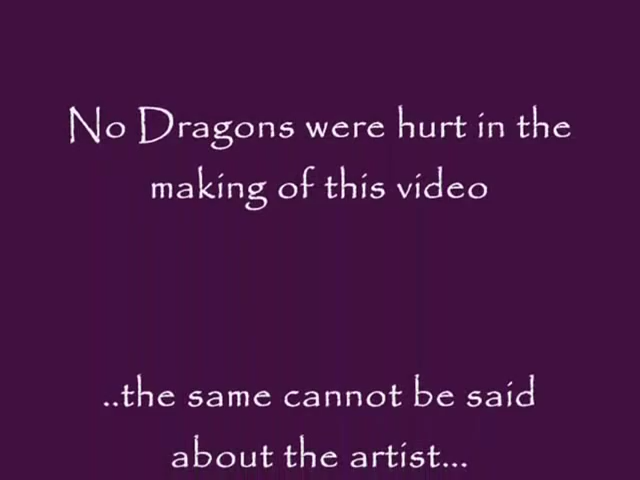 No Dragons were hurt in the
making of this video
..the same cannot be said
about the artist...